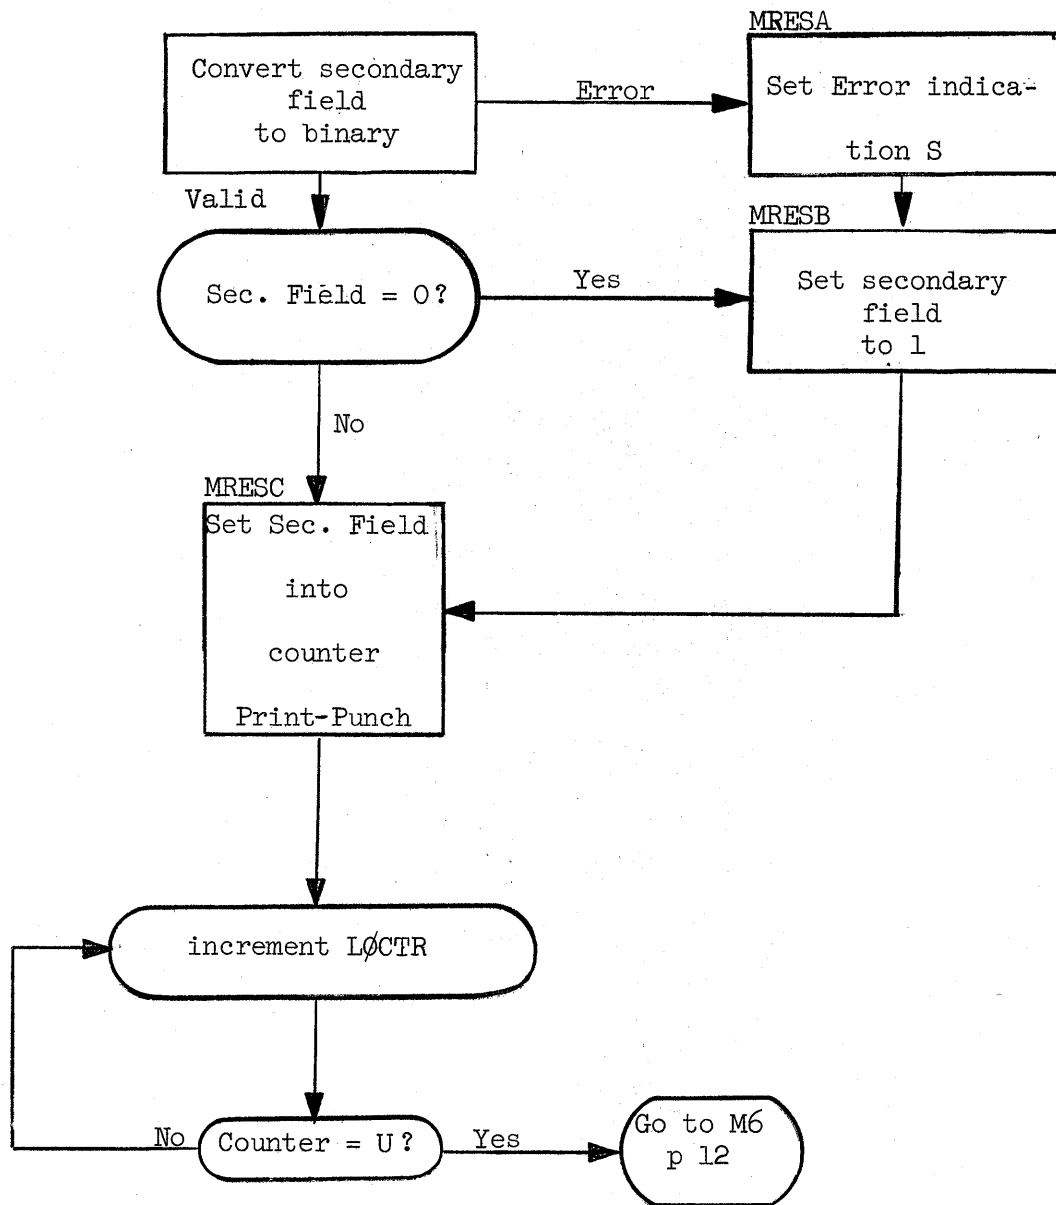 MRESA
Convert secondary
field
to binary
Error
Set Error indica-
tion S
Valid
MRESB
Sec. Field = 0?
Yes
Set secondary
field
to 1
No
MRESC
Set Sec. Field
into
counter
Print-Punch
increment LØCTR
No
Counter = U?
Yes
Go to M6
p 12